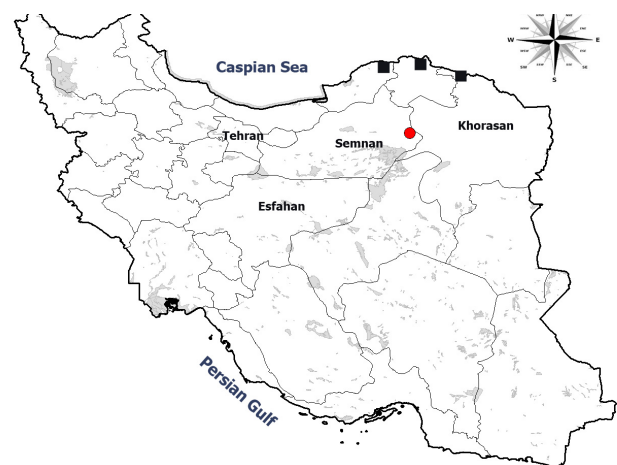 N
Caspian Sea
W
E
S
Tehran
Khorasan
Semnan
Esfahan
Persian Gulf